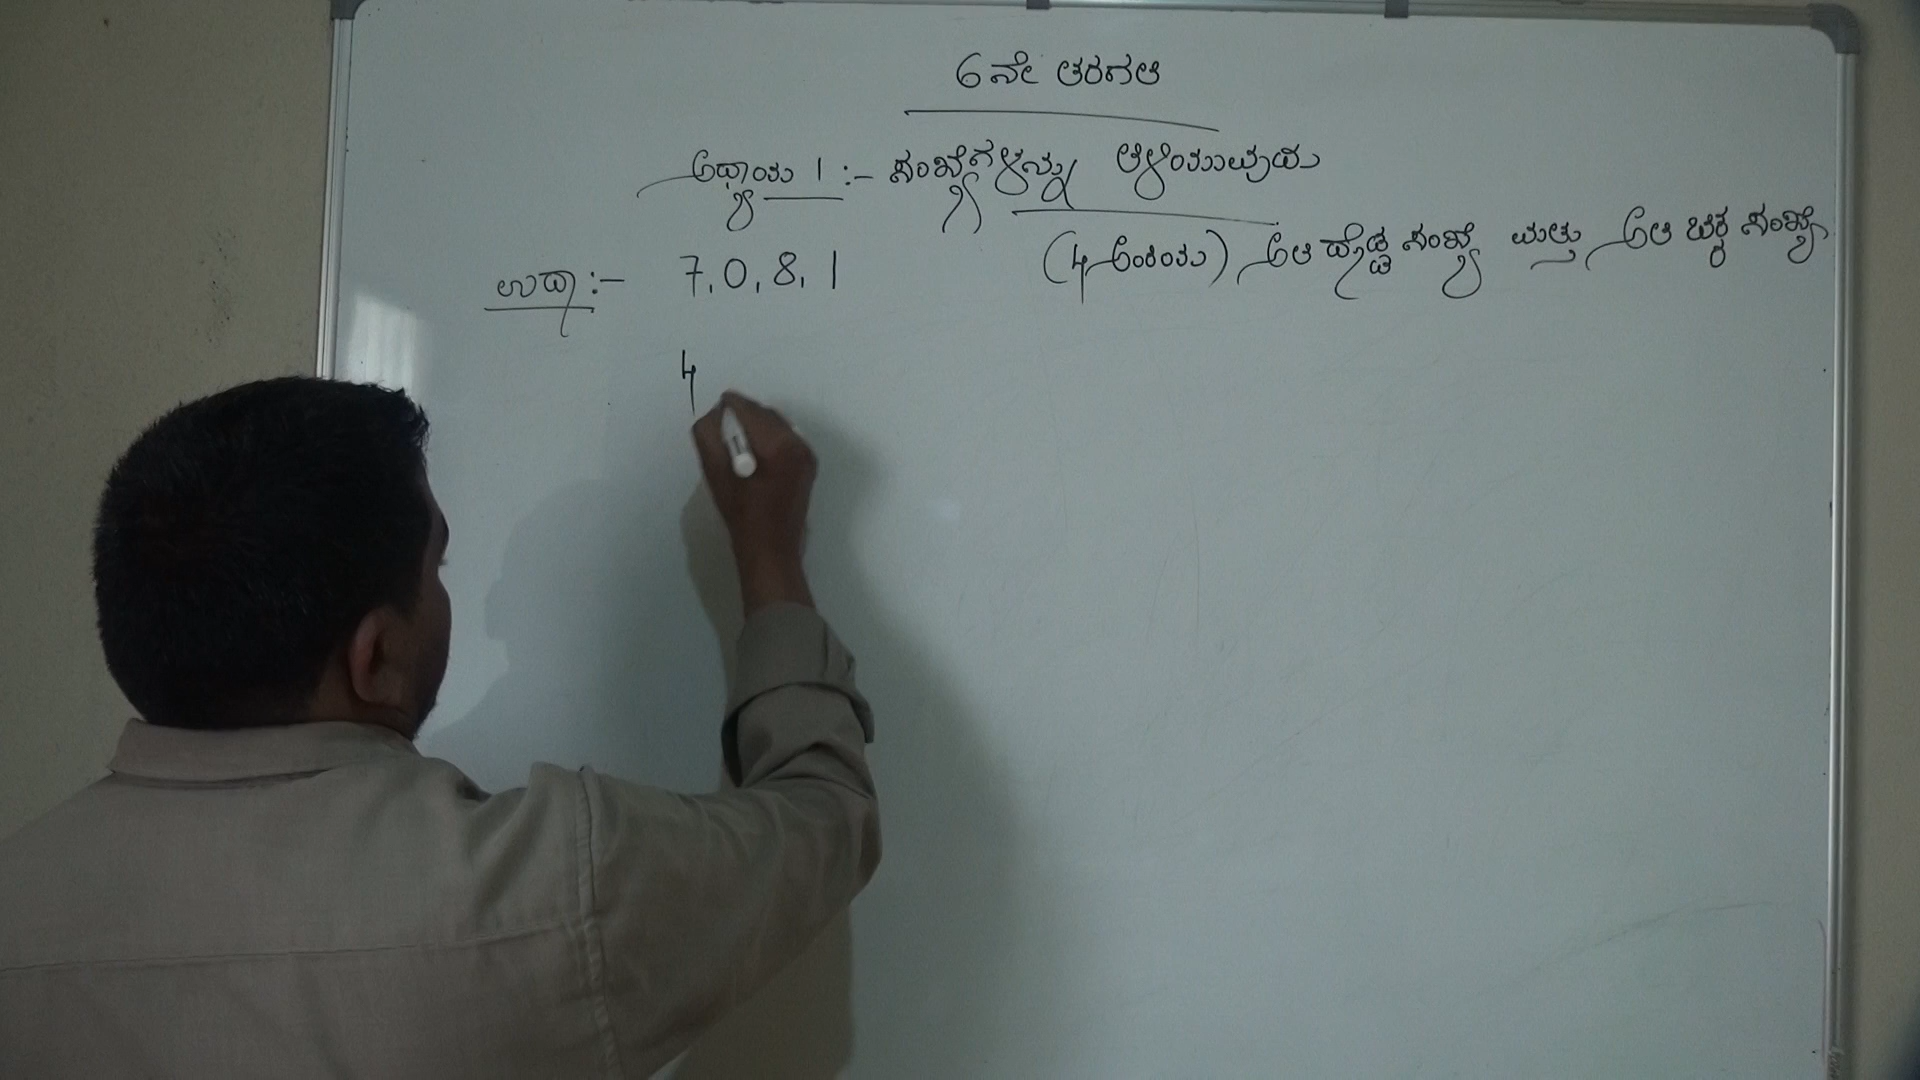 6ನೇ ತರಗತಿ
ಅಧ್ಯಾಯ 1 :- ಸಂಖ್ಯೆಗಳನ್ನು ತಿಳಿಯುವುದು
ಉದಾ :- 7, 0, 8, 1 (4 ಅಂಕಿಯ) ಅತಿ ದೊಡ್ಡ ಸಂಖ್ಯೆ ಮತ್ತು ಅತಿ ಚಿಕ್ಕ ಸಂಖ್ಯೆ
4